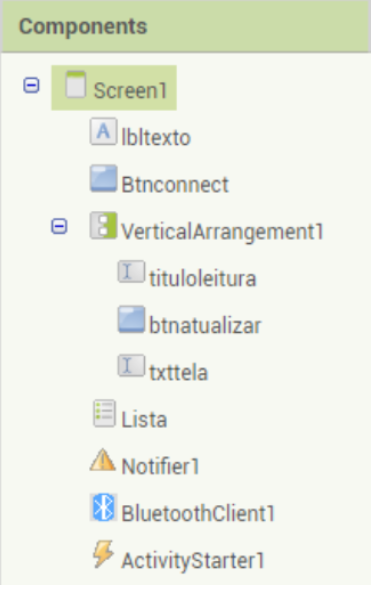 Components
Screen1
lbltexto
Btnconnect
VerticalArrangement1
tituloleitura
btnatualizar
txttela
Lista
Notifier1
BluetoothClient1
ActivityStarter1